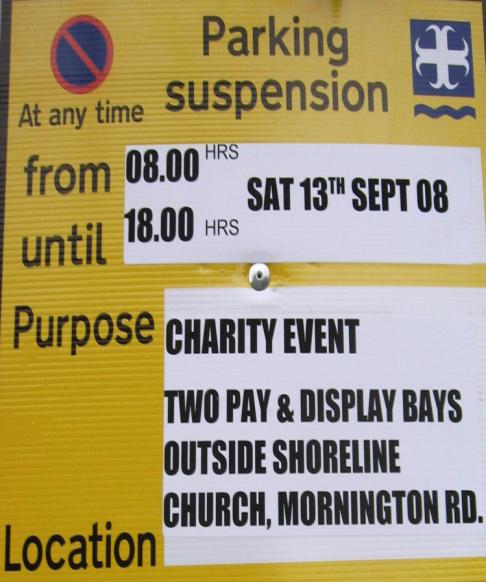 Parking
suspension
At any time
from 08.00 HRS
SAT 13TH SEPT 08
until 18.00 HRS
Purpose CHARITY EVENT
TWO PAY & DISPLAY BAYS
OUTSIDE SHORELINE
CHURCH, MORNINGTON RD.
Location